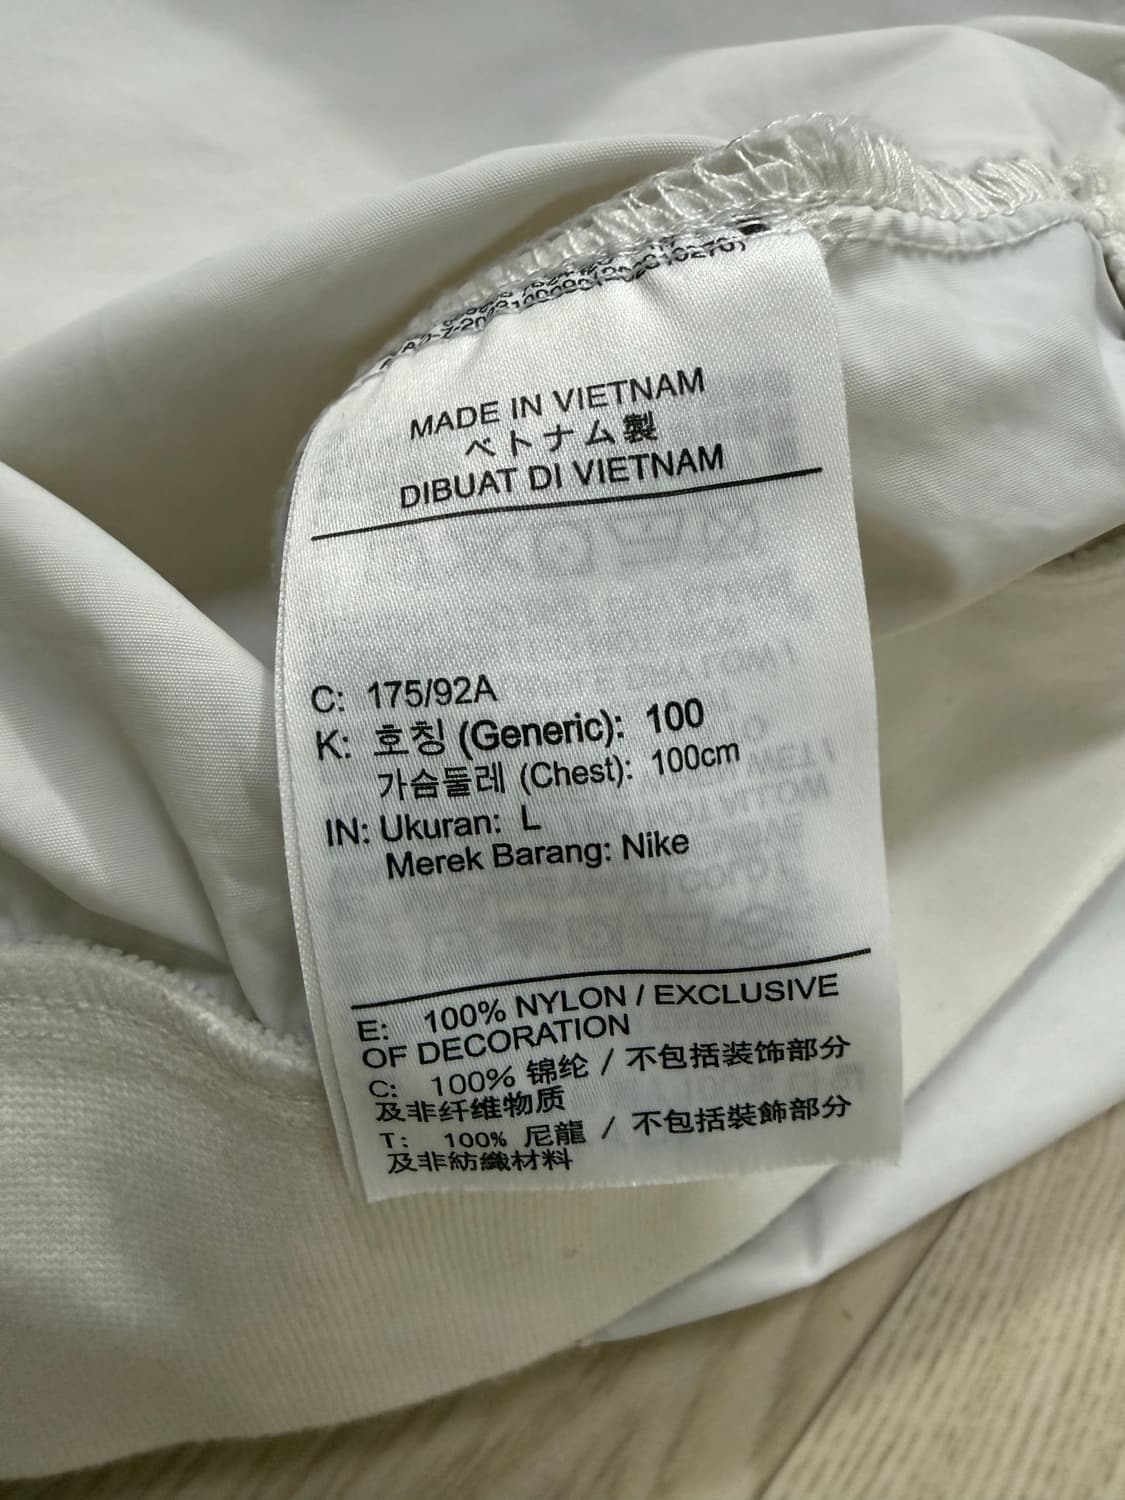 MADE IN VIETNAM
ベトナム製
DIBUAT DI VIETNAM
C: 175/92A
K: 호칭 (Generic): 100
가슴둘레 (Chest): 100cm
IN: Ukuran: L
Merek Barang: Nike
E: 100% NYLON / EXCLUSIVE
OF DECORATION
C: 100% 锦纶 / 不包括装饰部分
及非纤维物质
T: 100% 尼龍 / 不包括裝飾部分
及非紡織材料